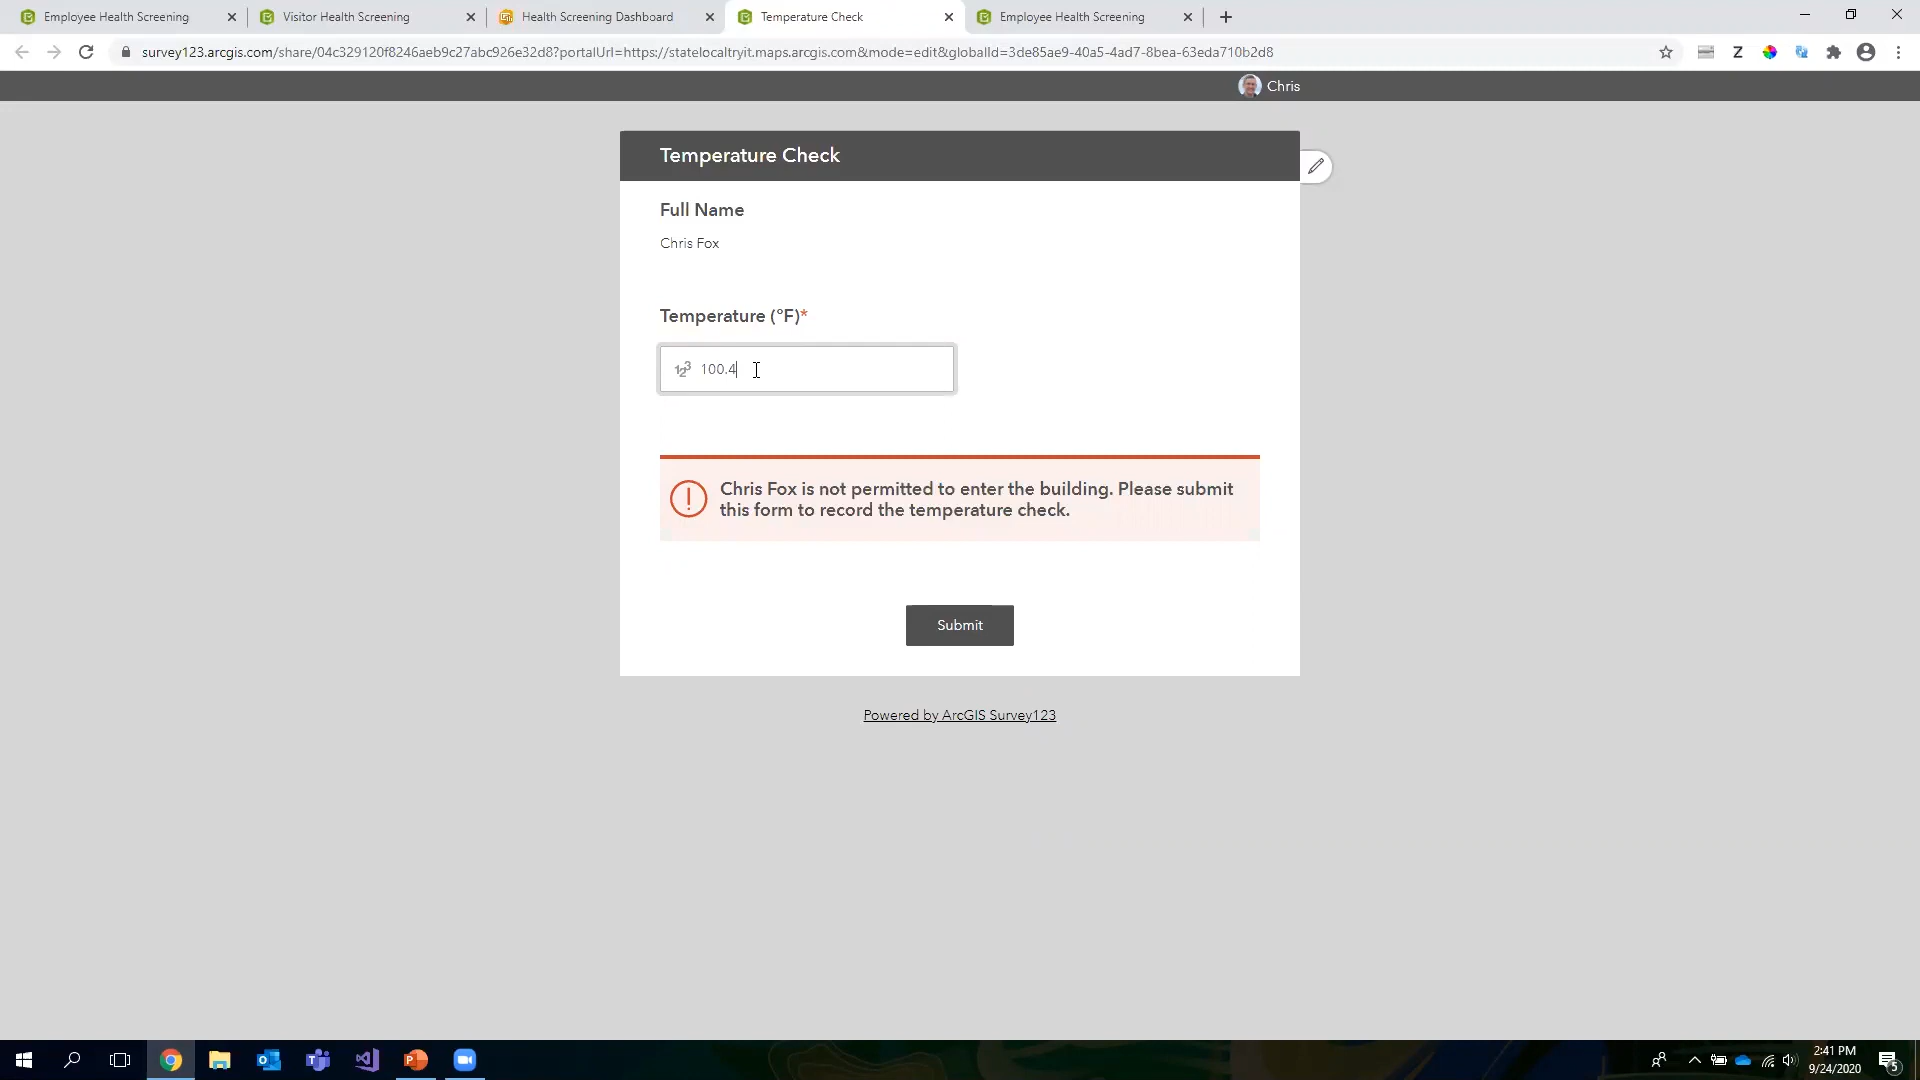 Employee Health Screening
Visitor Health Screening
Health Screening Dashboard
Temperature Check
Employee Health Screening
survey123.arcgis.com/share/04c329120f8246aeb9c27abc926e32d8?portalUrl=https://statelocaltryit.maps.arcgis.com&mode=edit&globalId=3de85ae9-40a5-4ad7-8bea-63eda710b2d8
Z
Chris
Temperature Check
Full Name
Chris Fox
Temperature (°F)*
100.4
Chris Fox is not permitted to enter the building. Please submit
this form to record the temperature check.
Submit
Powered by ArcGIS Survey123
2:41 PM
9/24/2020
5